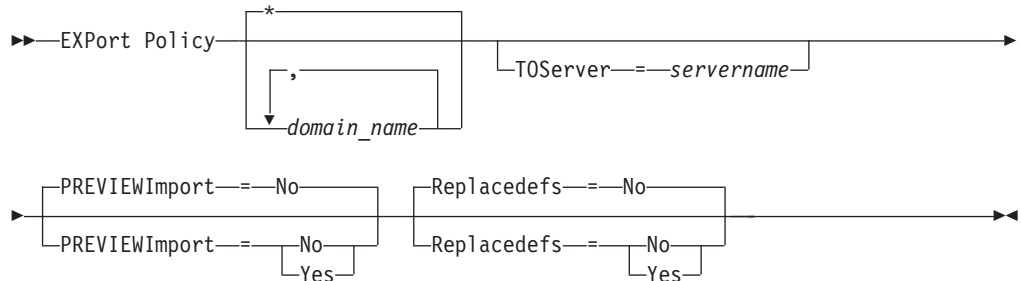 *
EXPort Policy
,
TOServer = servername
domain_name
PREVIEWImport = No Replacedefs = No
PREVIEWImport = No Replacedefs = No
Yes Yes